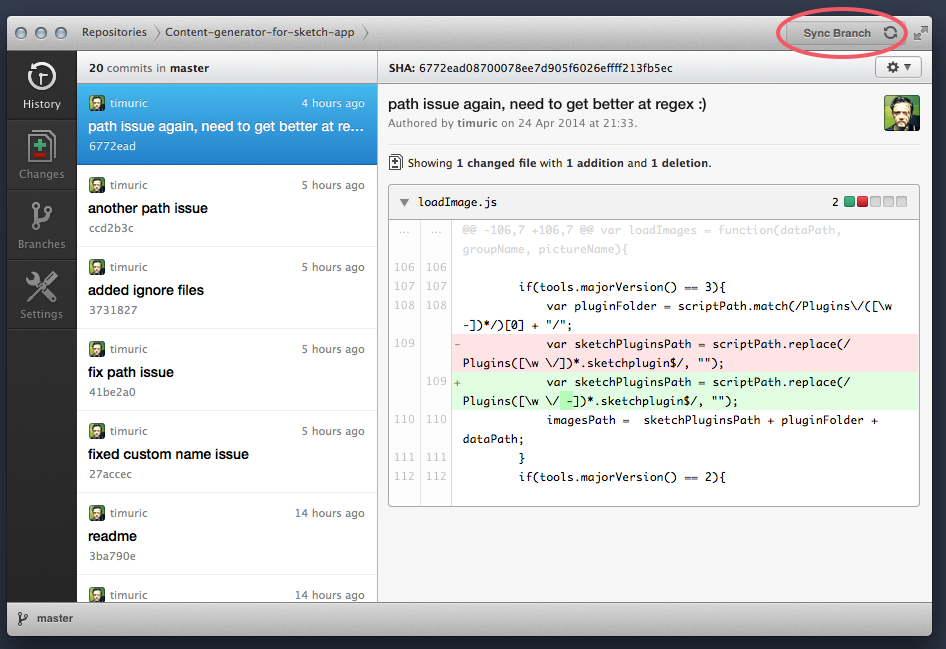 Repositories Content-generator-for-sketch-app Sync Branch
History
Changes
Branches
Settings
20 commits in master
timuric 4 hours ago
path issue again, need to get better at re...
6772ead
timuric 5 hours ago
another path issue
ccd2b3c
timuric 5 hours ago
added ignore files
3731827
timuric 5 hours ago
fix path issue
41be2a0
timuric 5 hours ago
fixed custom name issue
27accec
timuric 14 hours ago
readme
3ba790e
timuric 14 hours ago
SHA: 6772ead08700078ee7d905f6026effff213fb5ec
path issue again, need to get better at regex :)
Authored by timuric on 24 Apr 2014 at 21:33.
Showing 1 changed file with 1 addition and 1 deletion.
loadImage.js 2
... ... @@ -106,7 +106,7 @@ var loadImages = function(dataPath,
groupName, pictureName){
106 106
107 107 if(tools.majorVersion() == 3){
108 108 var pluginFolder = scriptPath.match(/Plugins\/([\w
-])*/)[0] + "/";
109 - var sketchPluginsPath = scriptPath.replace(/
Plugins([\w \/])*.sketchplugin$/, "");
109 + var sketchPluginsPath = scriptPath.replace(/
Plugins([\w \/ -])*.sketchplugin$/, "");
110 110 imagesPath = sketchPluginsPath + pluginFolder +
dataPath;
111 111 }
112 112 if(tools.majorVersion() == 2){
master